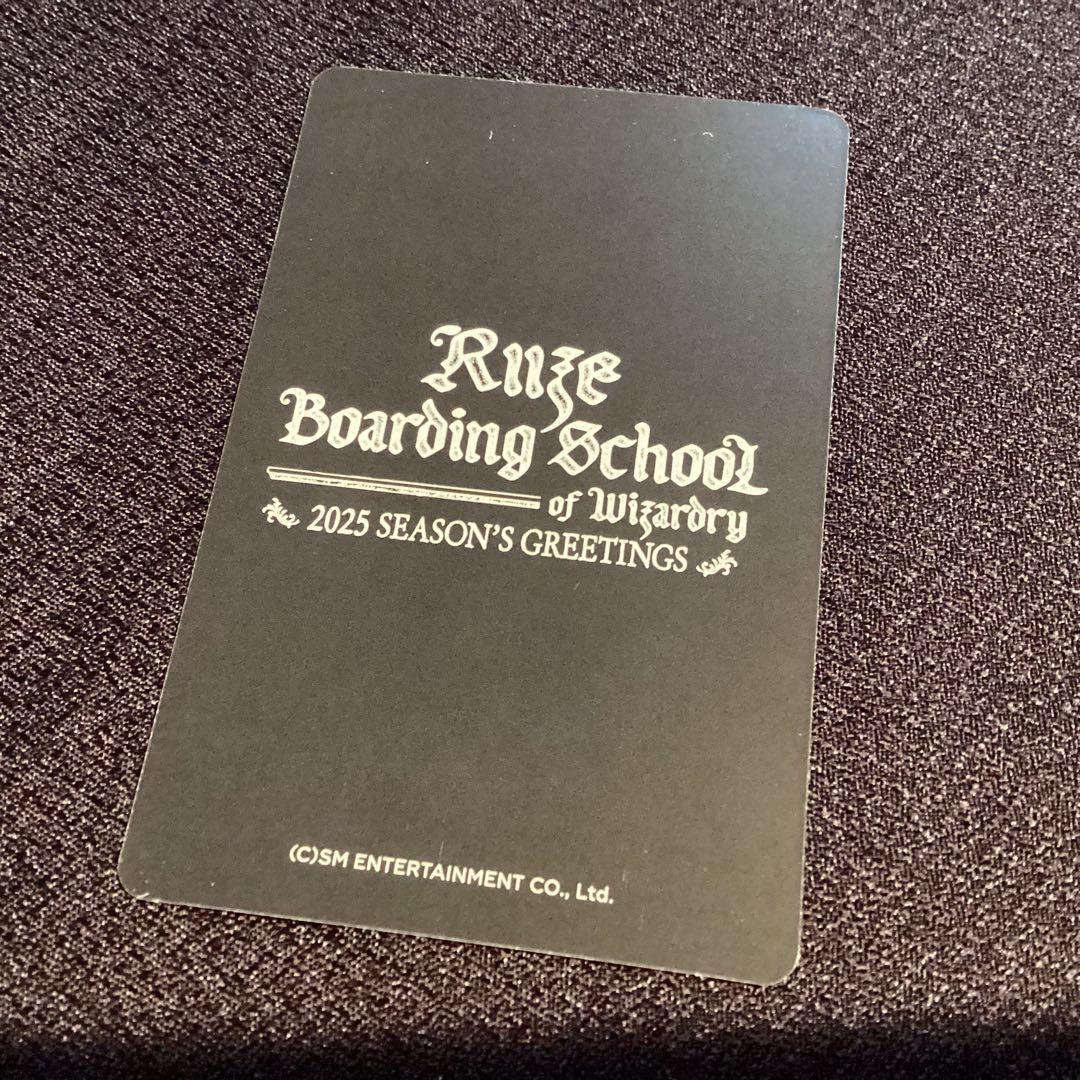 Riize
Boarding School
of Wizardry
2025 SEASON'S GREETINGS
(C)SM ENTERTAINMENT CO., Ltd.